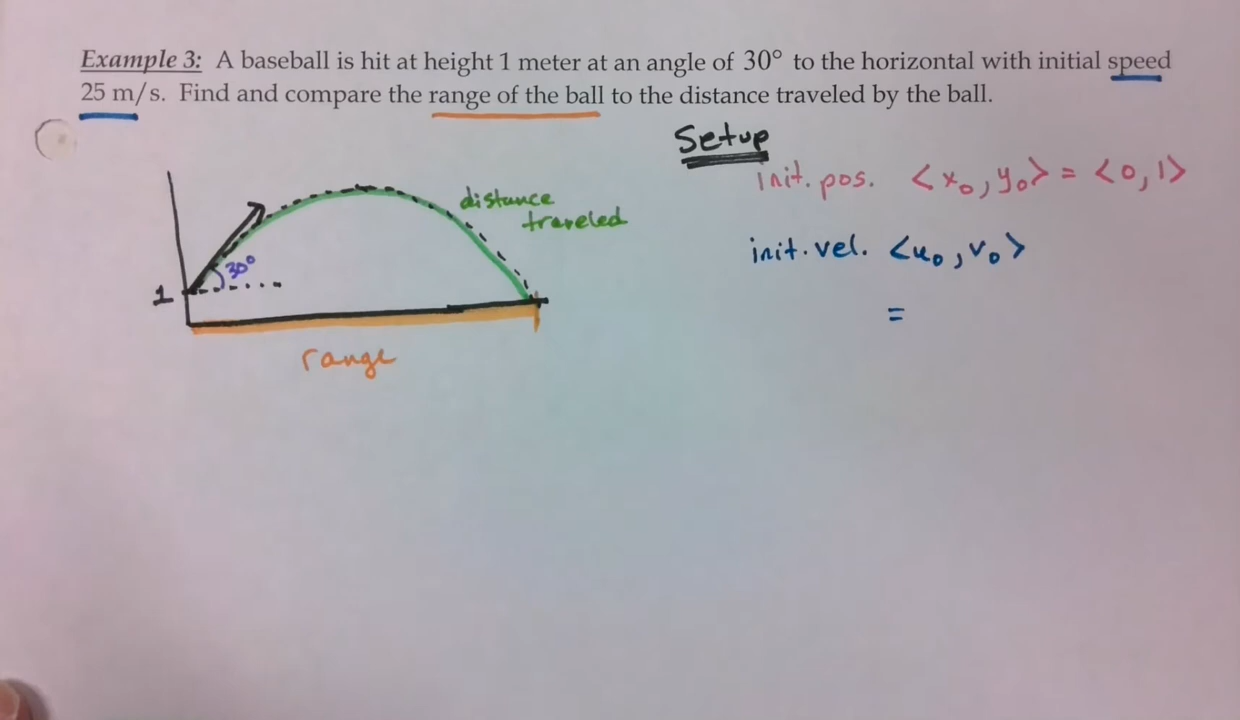 Example 3: A baseball is hit at height 1 meter at an angle of 30° to the horizontal with initial speed
25 m/s. Find and compare the range of the ball to the distance traveled by the ball.
Setup
init. pos. <x₀, y₀> = <0, 1>
distance
traveled
init. vel. <u₀, v₀>
30°
1
=
range